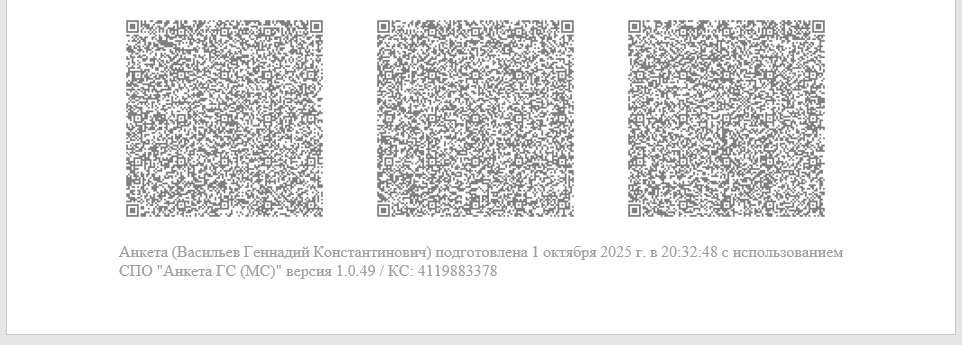 Анкета (Васильев Геннадий Константинович) подготовлена 1 октября 2025 г. в 20:32:48 с использованием
СПО "Анкета ГС (МС)" версия 1.0.49 / КС: 4119883378